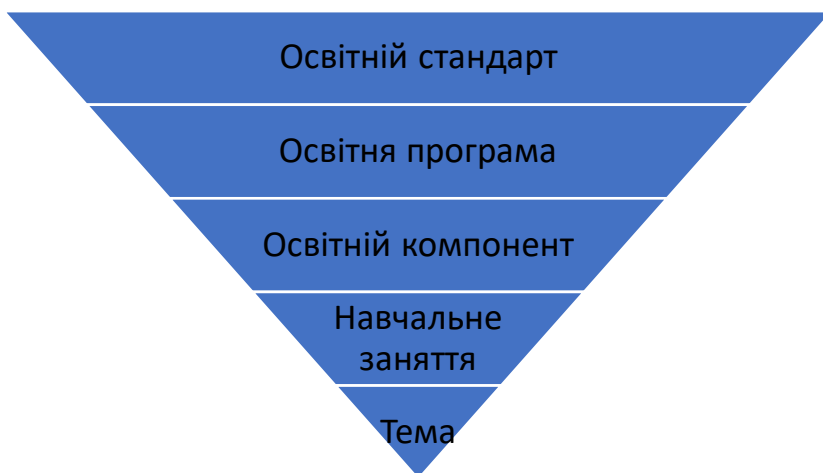 Освітній стандарт
Освітня програма
Освітній компонент
Навчальне
заняття
Тема